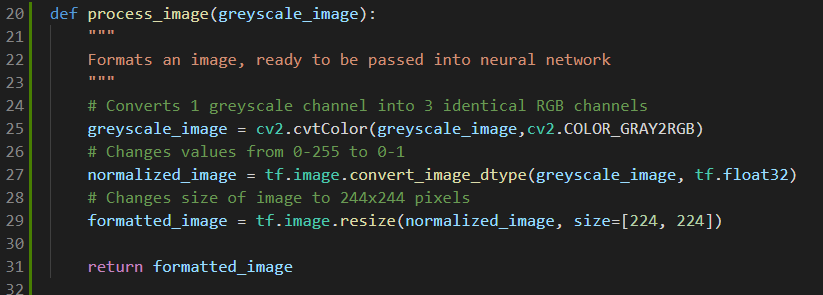 20 def process_image(greyscale_image):
21     """
22     Formats an image, ready to be passed into neural network
23     """
24     # Converts 1 greyscale channel into 3 identical RGB channels
25     greyscale_image = cv2.cvtColor(greyscale_image,cv2.COLOR_GRAY2RGB)
26     # Changes values from 0-255 to 0-1
27     normalized_image = tf.image.convert_image_dtype(greyscale_image, tf.float32)
28     # Changes size of image to 244x244 pixels
29     formatted_image = tf.image.resize(normalized_image, size=[224, 224])
30
31     return formatted_image
32